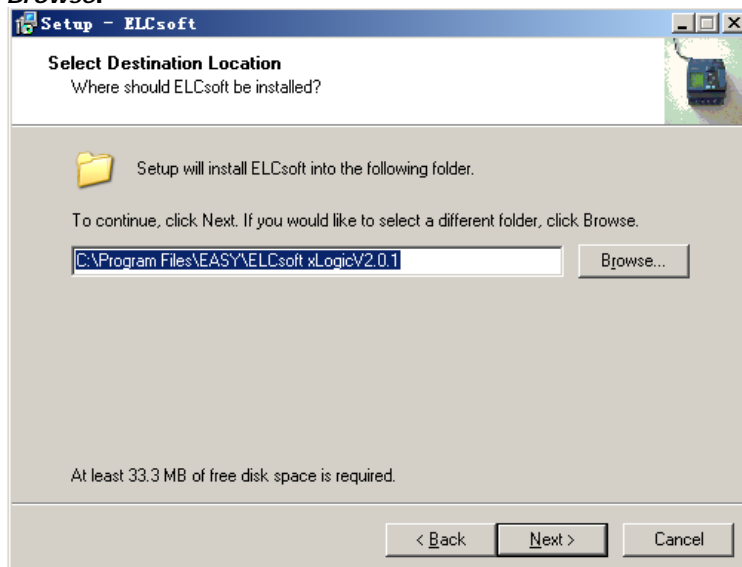 Browse.
Setup - ELCsoft
Select Destination Location
Where should ELCsoft be installed?
Setup will install ELCsoft into the following folder.
To continue, click Next. If you would like to select a different folder, click Browse.
C:\Program Files\EASY\ELCsoft xLogicV2.0.1
Browse...
At least 33.3 MB of free disk space is required.
< Back
Next >
Cancel